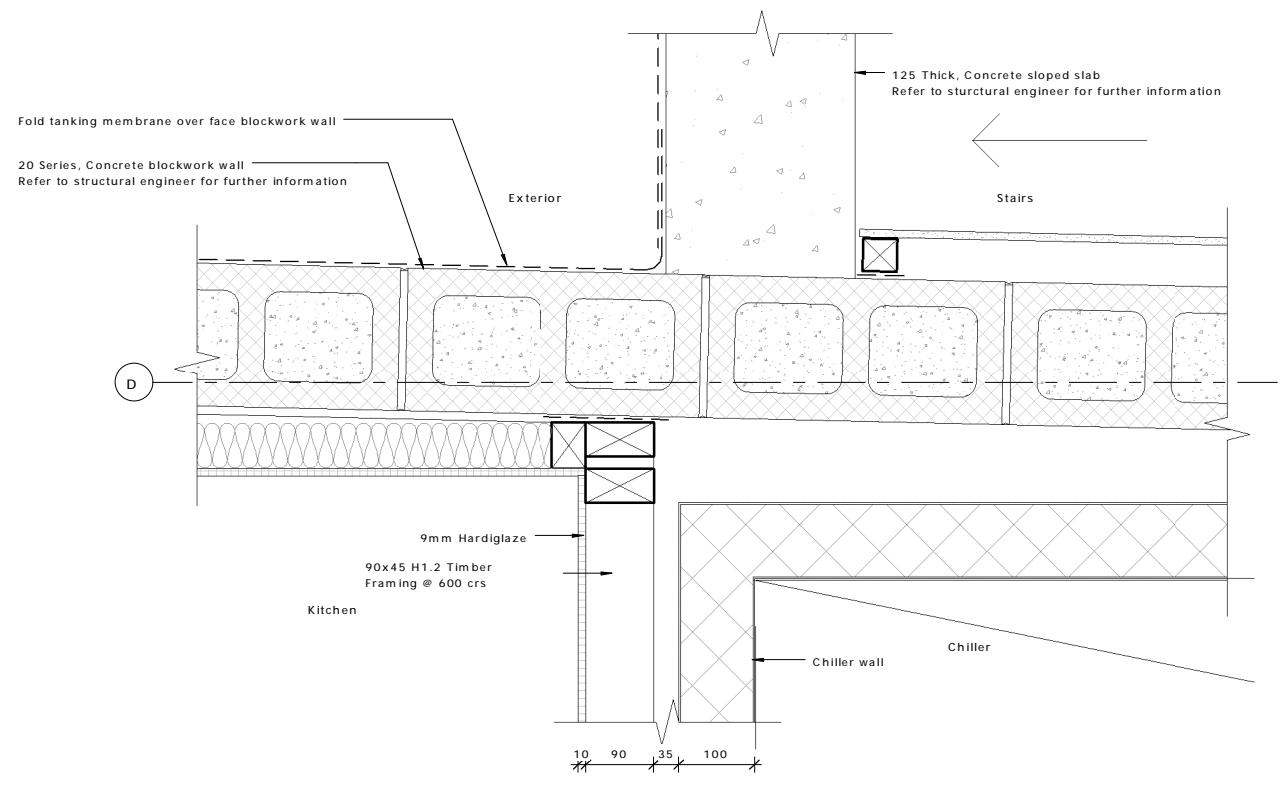 125 Thick, Concrete sloped slab
Refer to sturctural engineer for further information
Fold tanking membrane over face blockwork wall
20 Series, Concrete blockwork wall
Refer to structural engineer for further information
Exterior
Stairs
D
9mm Hardiglaze
90x45 H1.2 Timber
Framing @ 600 crs
Kitchen
Chiller
Chiller wall
10 90 35 100